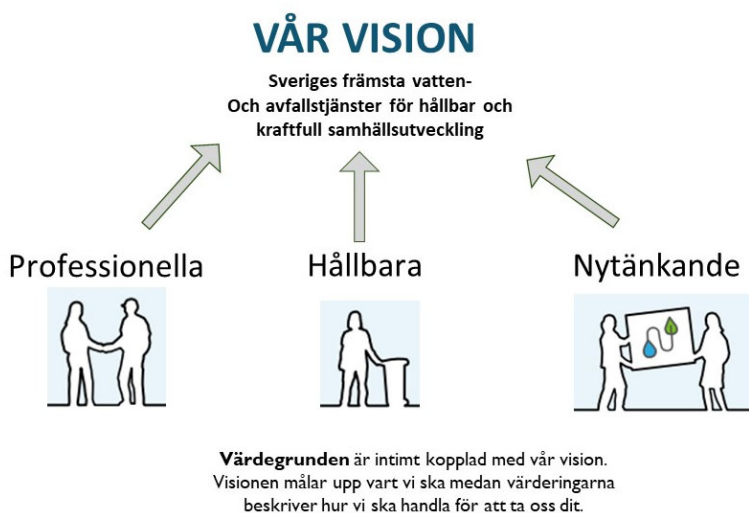 VÅR VISION
Sveriges främsta vatten-
Och avfallstjänster för hållbar och
kraftfull samhällsutveckling
Professionella
Hållbara
Nytänkande
Värdegrunden är intimt kopplad med vår vision.
Visionen målar upp vart vi ska medan värderingarna
beskriver hur vi ska handla för att ta oss dit.